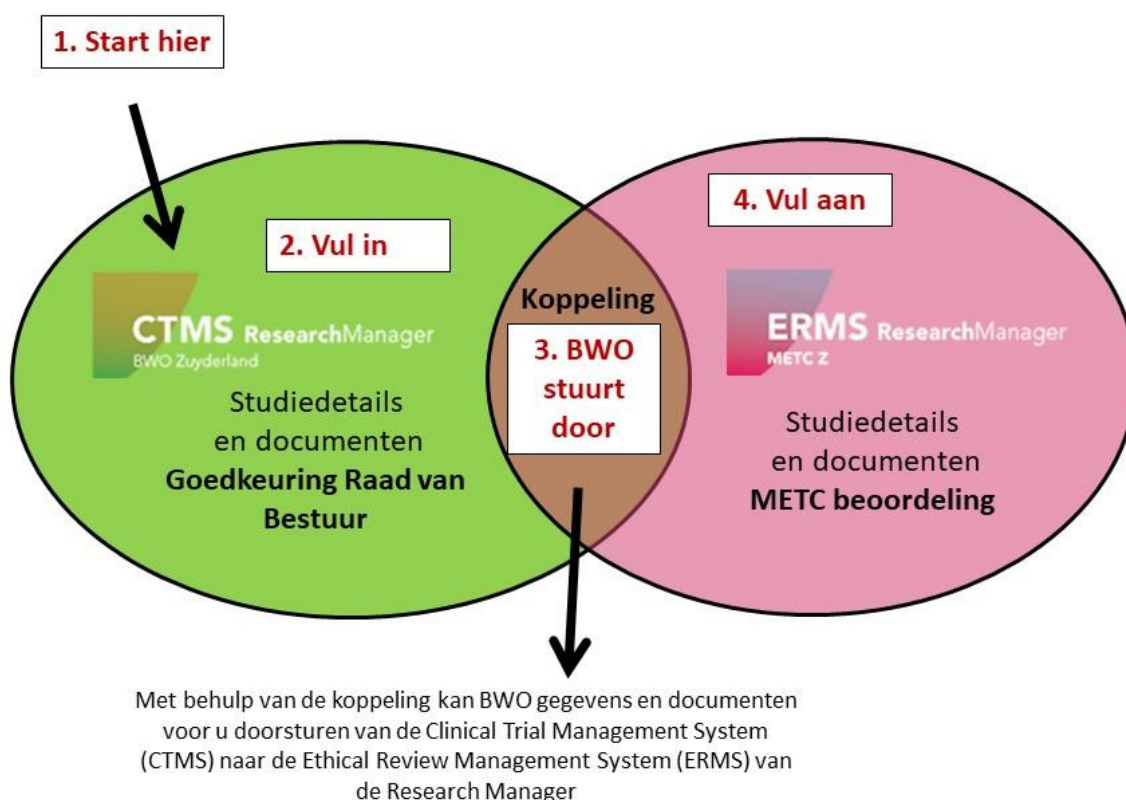 1. Start hier
2. Vul in
CTMS ResearchManager
BWO Zuyderland
Studiedetails
en documenten
Goedkeuring Raad van
Bestuur
Koppeling
3. BWO
stuurt
door
4. Vul aan
ERMS ResearchManager
METC Z
Studiedetails
en documenten
METC beoordeling
Met behulp van de koppeling kan BWO gegevens en documenten
voor u doorsturen van de Clinical Trial Management System
(CTMS) naar de Ethical Review Management System (ERMS) van
de Research Manager